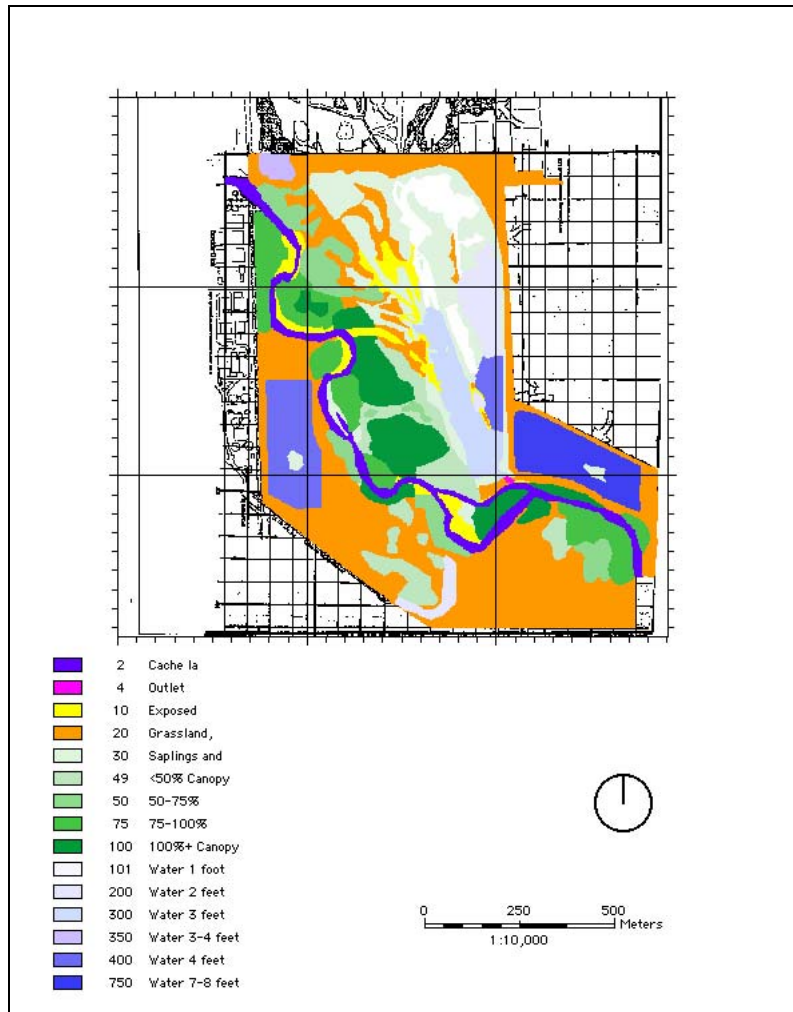 2 Cache la
4 Outlet
10 Exposed
20 Grassland,
30 Saplings and
49 <50% Canopy
50 50-75%
75 75-100%
100 100%+ Canopy
101 Water 1 foot
200 Water 2 feet
300 Water 3 feet
350 Water 3-4 feet
400 Water 4 feet
750 Water 7-8 feet
0 250 500
Meters
1:10,000